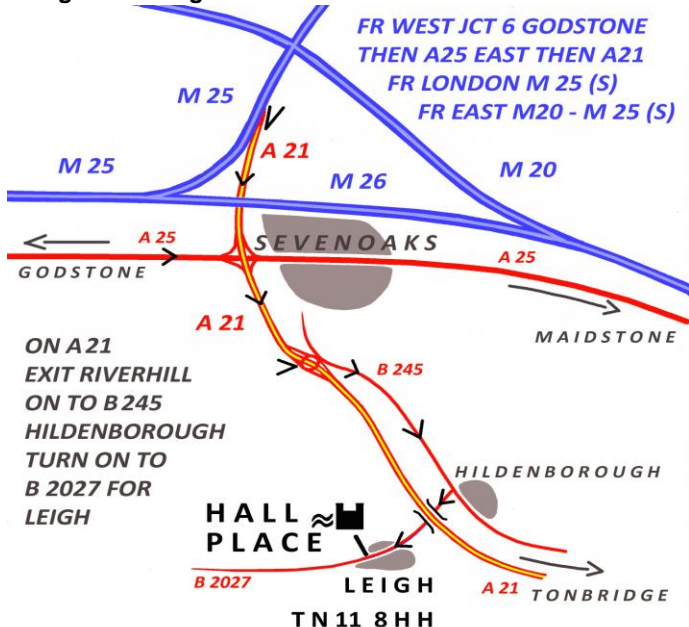 FR WEST JCT 6 GODSTONE
THEN A25 EAST THEN A21
FR LONDON M 25 (S)
FR EAST M20 - M 25 (S)
M 25
A 21
M 25
M 26
M 20
A 25
SEVENOAKS
A 25
GODSTONE
MAIDSTONE
A 21
B 245
ON A21
EXIT RIVERHILL
ON TO B245
HILDENBOROUGH
TURN ON TO
B 2027 FOR
LEIGH
HILDENBOROUGH
HALL
PLACE
B 2027
LEIGH
A 21
TONBRIDGE
TN11 8HH